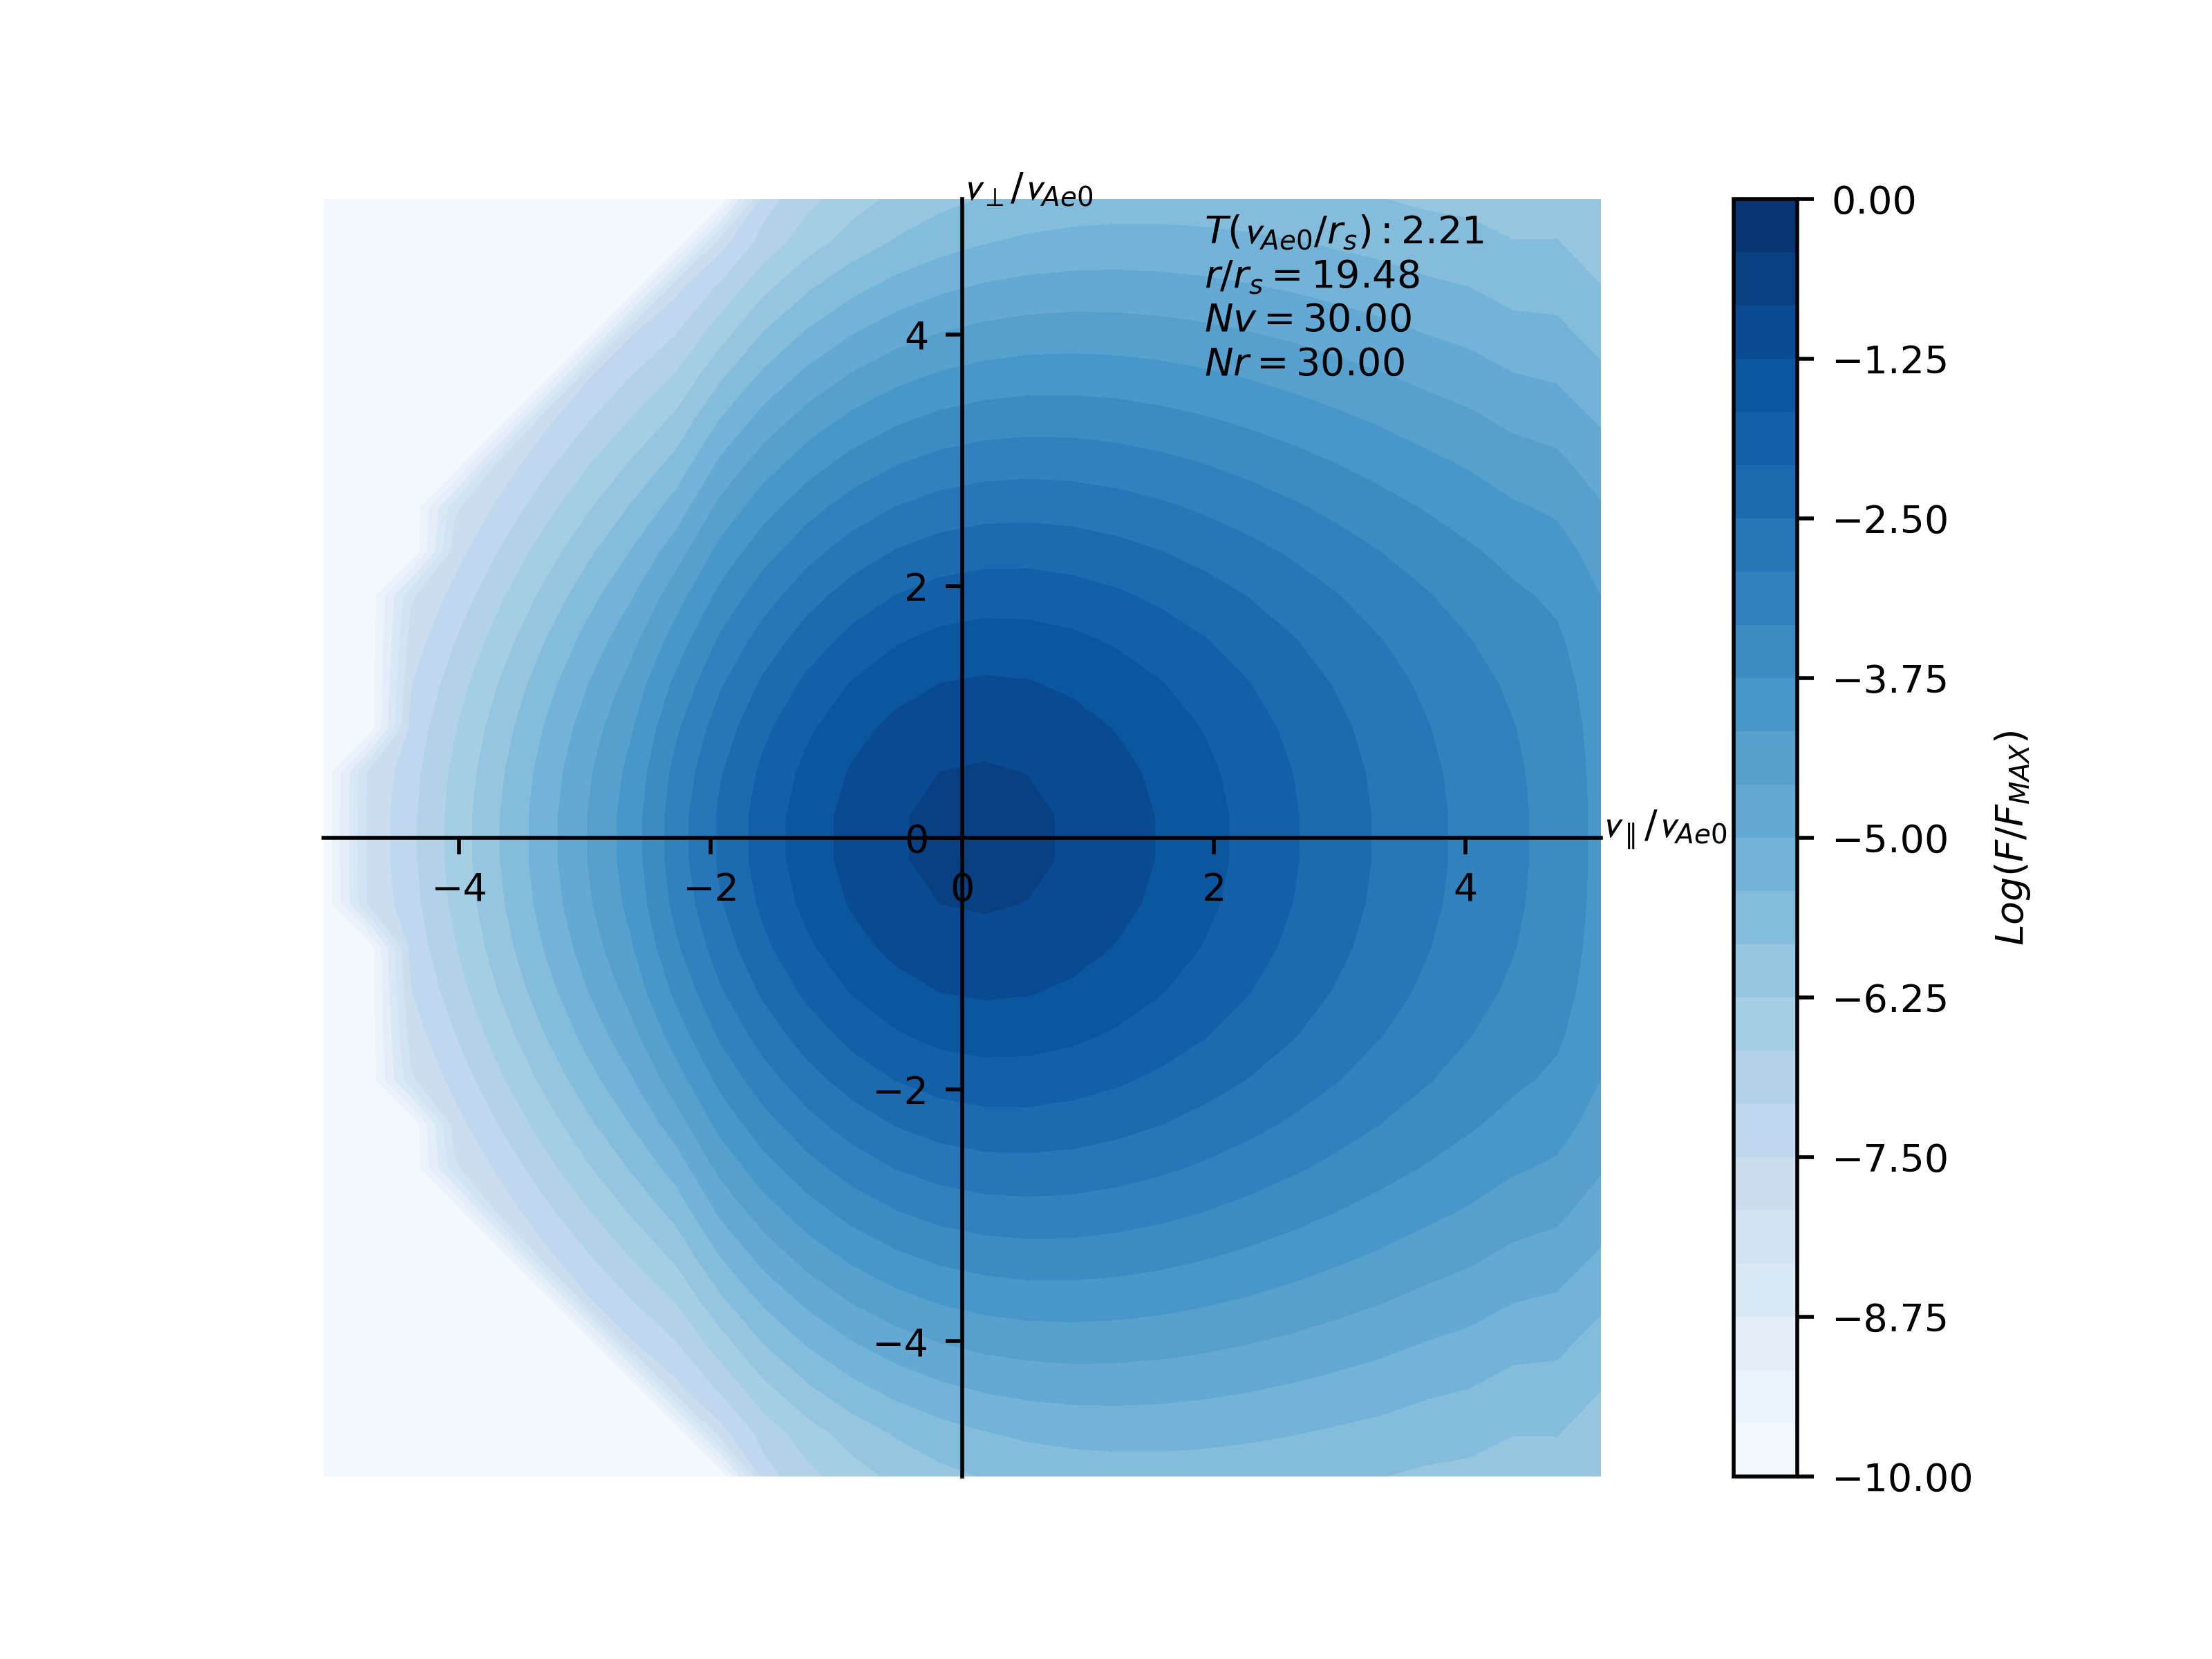 v⊥/vAe0
T(vAe0/rs):2.21
r/rs=19.48
Nv=30.00
Nr=30.00
4
2
0
−2
−4
−4
−2
0
2
4
v∥/vAe0
0.00
−1.25
−2.50
−3.75
−5.00
−6.25
−7.50
−8.75
−10.00
Log(F/FMAX)